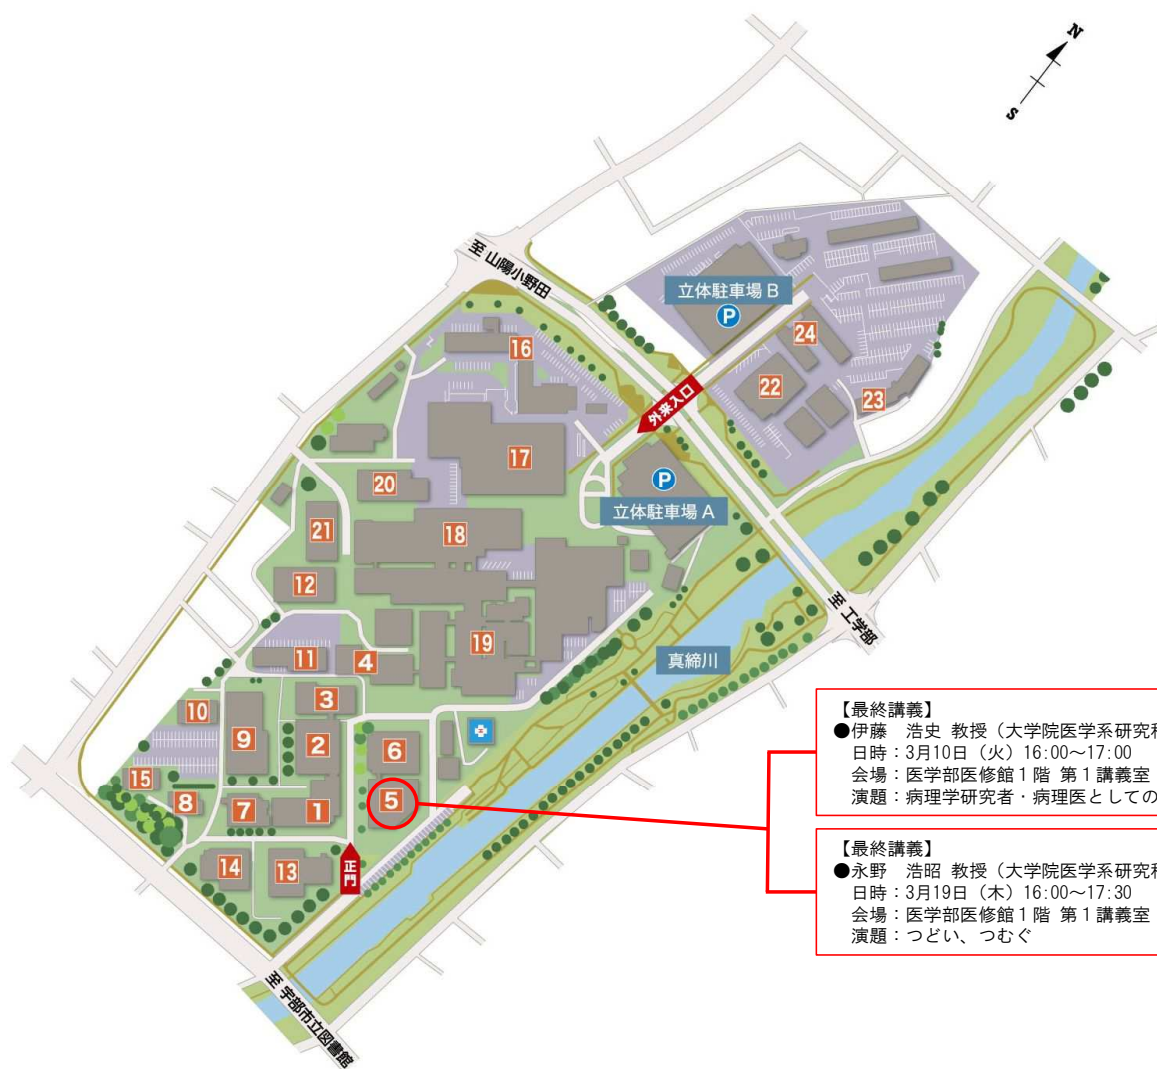 N
S
至 山陽小野田
立体駐車場 B
P
24
16
22
23
外来入口
17
P
20
立体駐車場 A
21
18
12
至 工学部
19
11
4
真締川
3
10
9
2
6
15
5
8
7
1
14
13
正門
至 宇部市立図書館
【最終講義】
●伊藤 浩史 教授（大学院医学系研究科
日時：3月10日（火）16:00～17:00
会場：医学部医修館１階 第１講義室
演題：病理学研究者・病理医としての
【最終講義】
●永野 浩昭 教授（大学院医学系研究科
日時：3月19日（木）16:00～17:30
会場：医学部医修館１階 第１講義室
演題：つどい、つむぐ